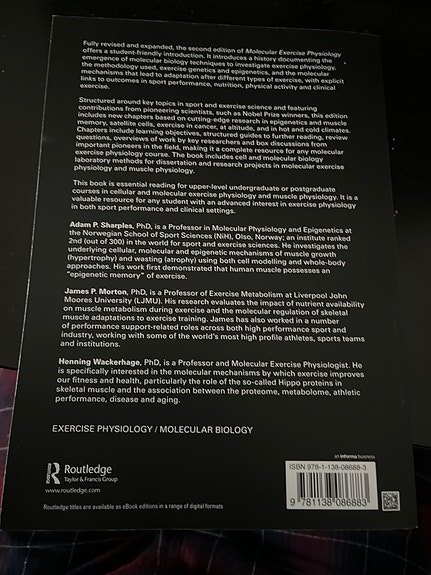 Fully revised and expanded, the second edition of Molecular Exercise Physiology
offers a student-friendly introduction. It introduces a history documenting the
emergence of molecular biology techniques to investigate exercise physiology,
the methodology used, exercise genetics and epigenetics, and the molecular
mechanisms that lead to adaptation after different types of exercise, with explicit
links to outcomes in sport performance, nutrition, physical activity and clinical
exercise.
Structured around key topics in sport and exercise science and featuring
contributions from pioneering scientists, such as Nobel Prize winners, this edition
includes new chapters based on cutting-edge research in epigenetics and muscle
memory, satellite cells, exercise in cancer, at altitude, and in hot and cold climates.
Chapters include learning objectives, structured guides to further reading, review
questions, overviews of work by key researchers and box discussions from
important pioneers in the field, making it a complete resource for any molecular
exercise physiology course. The book includes cell and molecular biology
laboratory methods for dissertation and research projects in molecular exercise
physiology and muscle physiology.
This book is essential reading for upper-level undergraduate or postgraduate
courses in cellular and molecular exercise physiology and muscle physiology. It is a
valuable resource for any student with an advanced interest in exercise physiology
in both sport performance and clinical settings.
Adam P. Sharples, PhD, is a Professor in Molecular Physiology and Epigenetics at
the Norwegian School of Sport Sciences (NiH), Olso, Norway; an institute ranked
2nd (out of 300) in the world for sport and exercise sciences. He investigates the
underlying cellular, molecular and epigenetic mechanisms of muscle growth
(hypertrophy) and wasting (atrophy) using both cell modelling and whole-body
approaches. His work first demonstrated that human muscle possesses an
"epigenetic memory" of exercise.
James P. Morton, PhD, is a Professor of Exercise Metabolism at Liverpool John
Moores University (LJMU). His research evaluates the impact of nutrient availability
on muscle metabolism during exercise and the molecular regulation of skeletal
muscle adaptations to exercise training. James has also worked in a number
of performance support-related roles across both high performance sport and
industry, working with some of the world's most high profile athletes, sports teams
and institutions.
Henning Wackerhage, PhD, is a Professor and Molecular Exercise Physiologist. He
is specifically interested in the molecular mechanisms by which exercise improves
our fitness and health, particularly the role of the so-called Hippo proteins in
skeletal muscle and the association between the proteome, metabolome, athletic
performance, disease and aging.
EXERCISE PHYSIOLOGY / MOLECULAR BIOLOGY
an informa business
ISBN 978-1-138-08688-3
Routledge
Taylor & Francis Group
www.routledge.com
9 781138 086883
Routledge titles are available as eBook editions in a range of digital formats